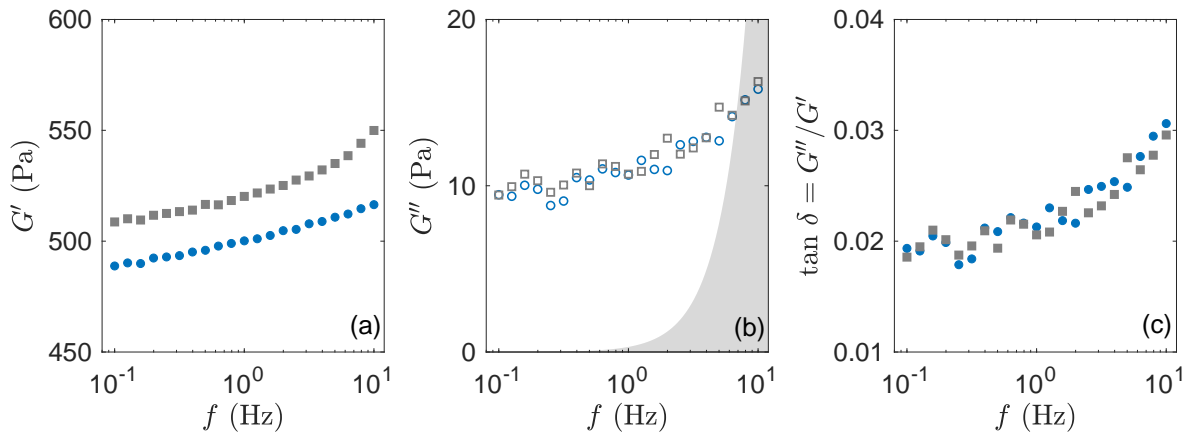 600
550
500
450
G′ (Pa)
10⁻¹
10⁰
10¹
f (Hz)
(a)
20
10
0
G″ (Pa)
10⁻¹
10⁰
10¹
f (Hz)
(b)
0.04
0.03
0.02
0.01
tan δ = G″/G′
10⁻¹
10⁰
10¹
f (Hz)
(c)